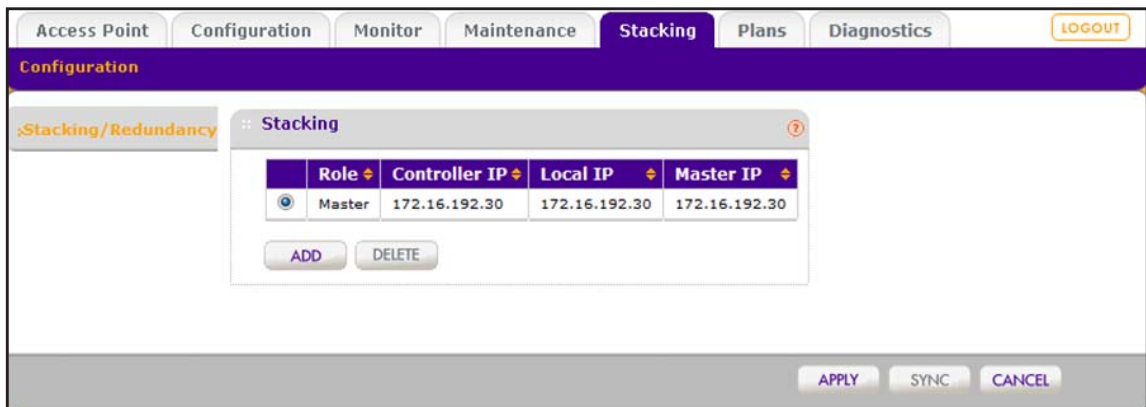 Access Point Configuration Monitor Maintenance Stacking Plans Diagnostics LOGOUT
Configuration
Stacking/Redundancy
Stacking ?
Role Controller IP Local IP Master IP
Master 172.16.192.30 172.16.192.30 172.16.192.30
ADD DELETE
APPLY SYNC CANCEL